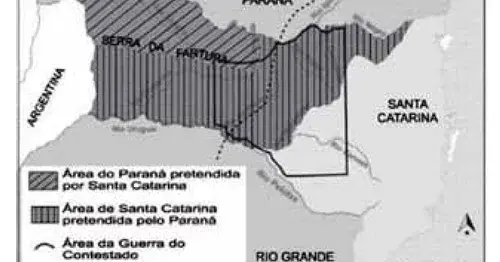 PARANÁ
SERRA DA FARTURA
ARGENTINA
SANTA
CATARINA
Rio Uruguai
Rio Pelotas
Área do Paraná pretendida
por Santa Catarina
Área de Santa Catarina
pretendida pelo Paraná
Área da Guerra do
Contestado
RIO GRANDE